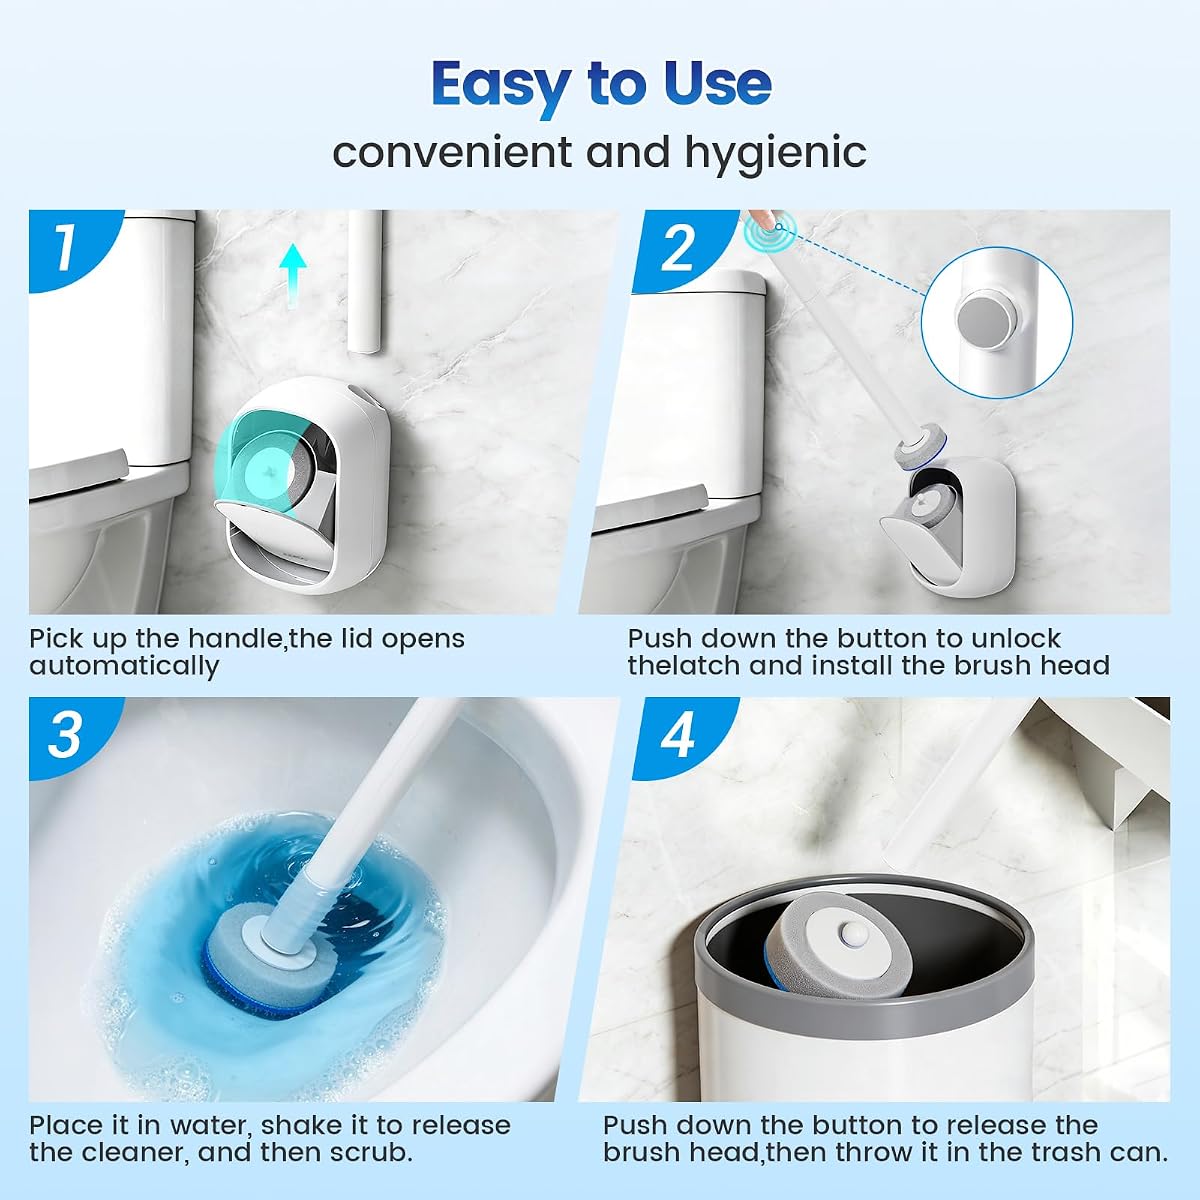 Easy to Use
convenient and hygienic
1
2
Pick up the handle,the lid opens
automatically
Push down the button to unlock
thelatch and install the brush head
3
4
Place it in water, shake it to release
the cleaner, and then scrub.
Push down the button to release the
brush head,then throw it in the trash can.